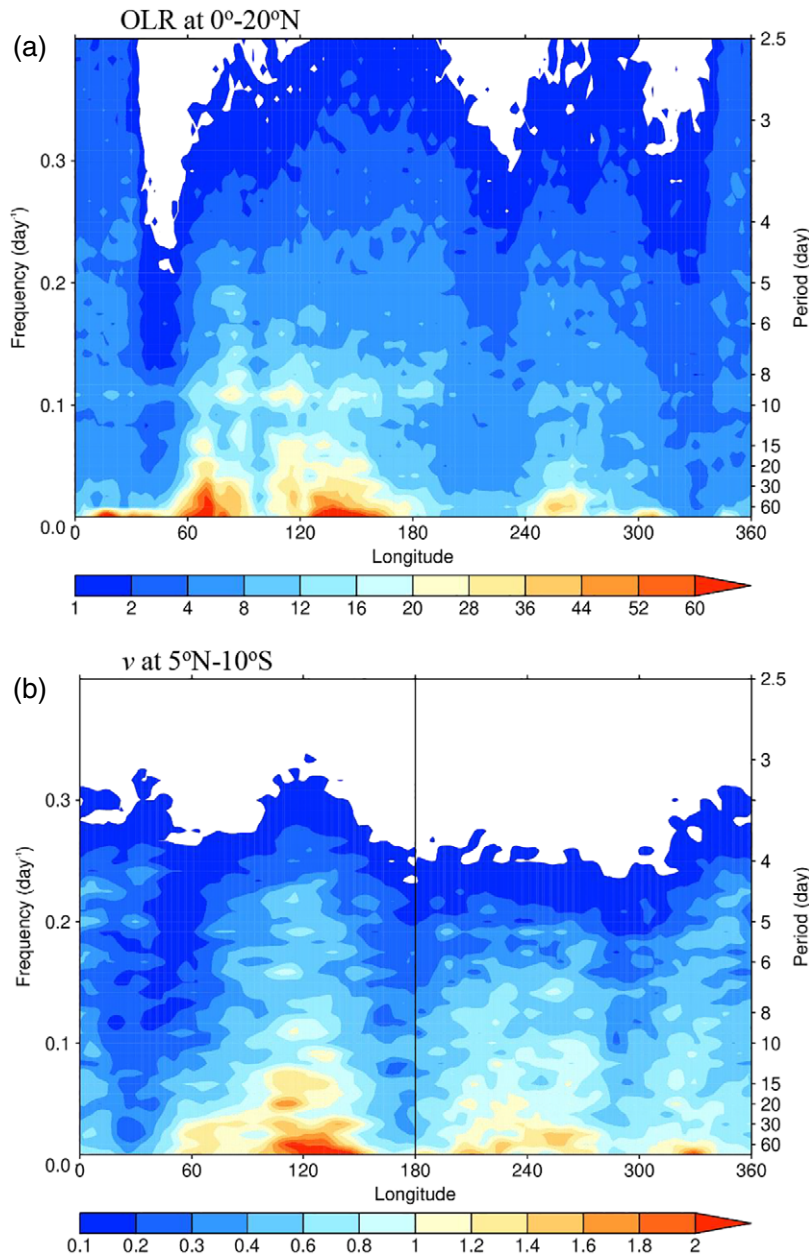 OLR at 0º-20ºN
(a)
2.5
0.3
3
4
0.2
5
6
8
0.1
10
15
20
30
60
0.0
Frequency (day⁻¹)
Period (day)
0 60 120 180 240 300 360
Longitude
1 2 4 8 12 16 20 28 36 44 52 60
v at 5ºN-10ºS
(b)
2.5
3
0.3
4
0.2
5
6
8
0.1
10
15
20
30
60
0.0
Frequency (day⁻¹)
Period (day)
0 60 120 180 240 300 360
Longitude
0.1 0.2 0.3 0.4 0.6 0.8 1 1.2 1.4 1.6 1.8 2